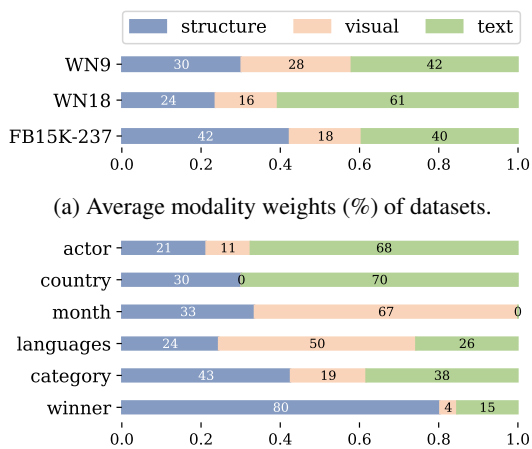 structure visual text
WN9 30 28 42
WN18 24 16 61
FB15K-237 42 18 40
0.0 0.2 0.4 0.6 0.8 1.0
(a) Average modality weights (%) of datasets.
actor 21 11 68
country 30 0 70
month 33 67 0
languages 24 50 26
category 43 19 38
winner 80 4 15
0.0 0.2 0.4 0.6 0.8 1.0